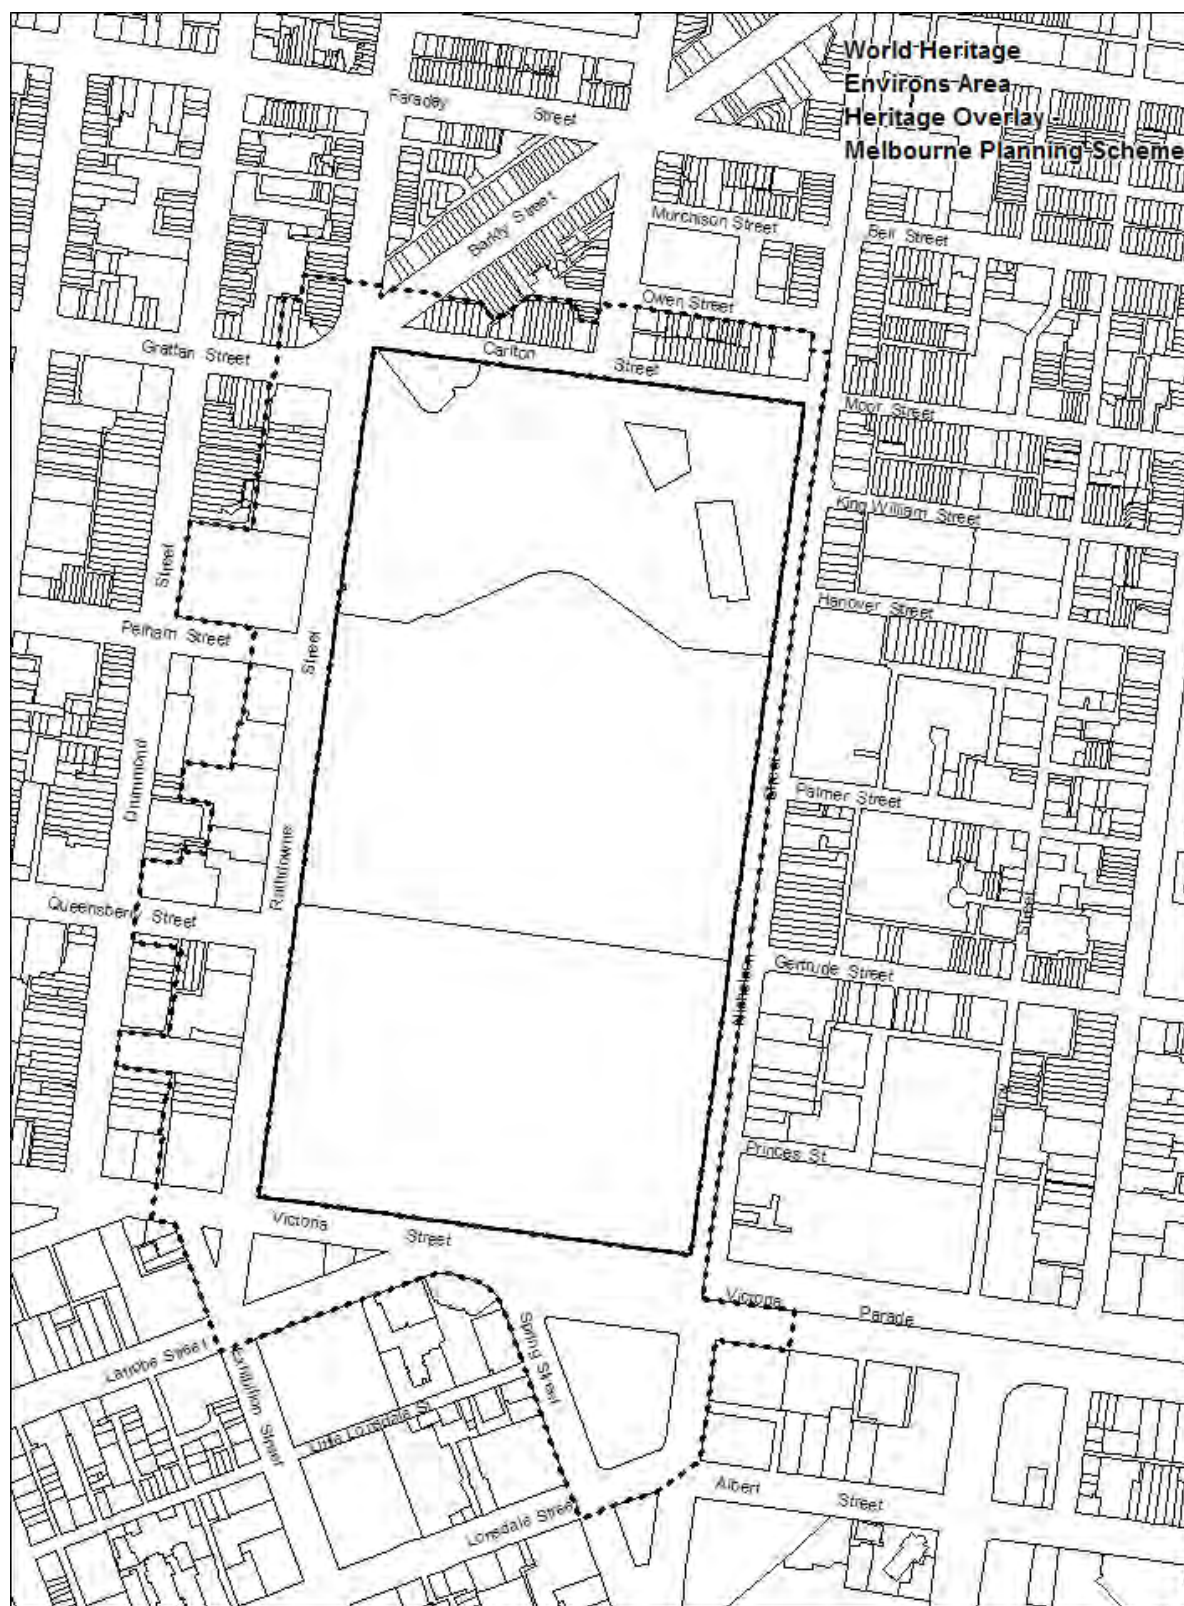 World Heritage
Environs Area
Heritage Overlay -
Melbourne Planning Scheme
Faraday Street
Barkly Street
Murchison Street
Bell Street
Owen Street
Grattan Street
Carlton Street
Moor Street
King William Street
Street
Hanover Street
Pelham Street
Street
Drummond
Street
Palmer Street
Rathdowne
Queensberry Street
Street
Gertrude Street
Nicholson
Princes St
Victoria Street
Victoria Parade
Spring Street
Latrobe Street
Exhibition Street
Little Lonsdale St
Lonsdale Street
Albert Street